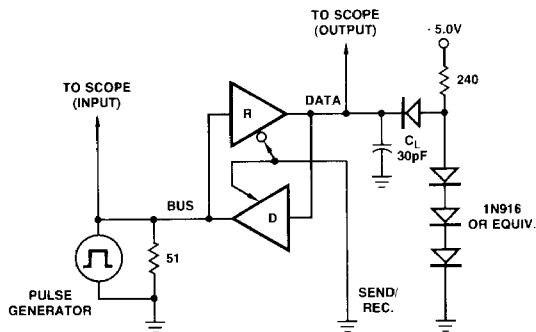 TO SCOPE
(OUTPUT)
- 5.0V
TO SCOPE
(INPUT)
240
R
DATA
CL
30pF
BUS
D
1N916
OR EQUIV.
51
SEND/
REC.
PULSE
GENERATOR